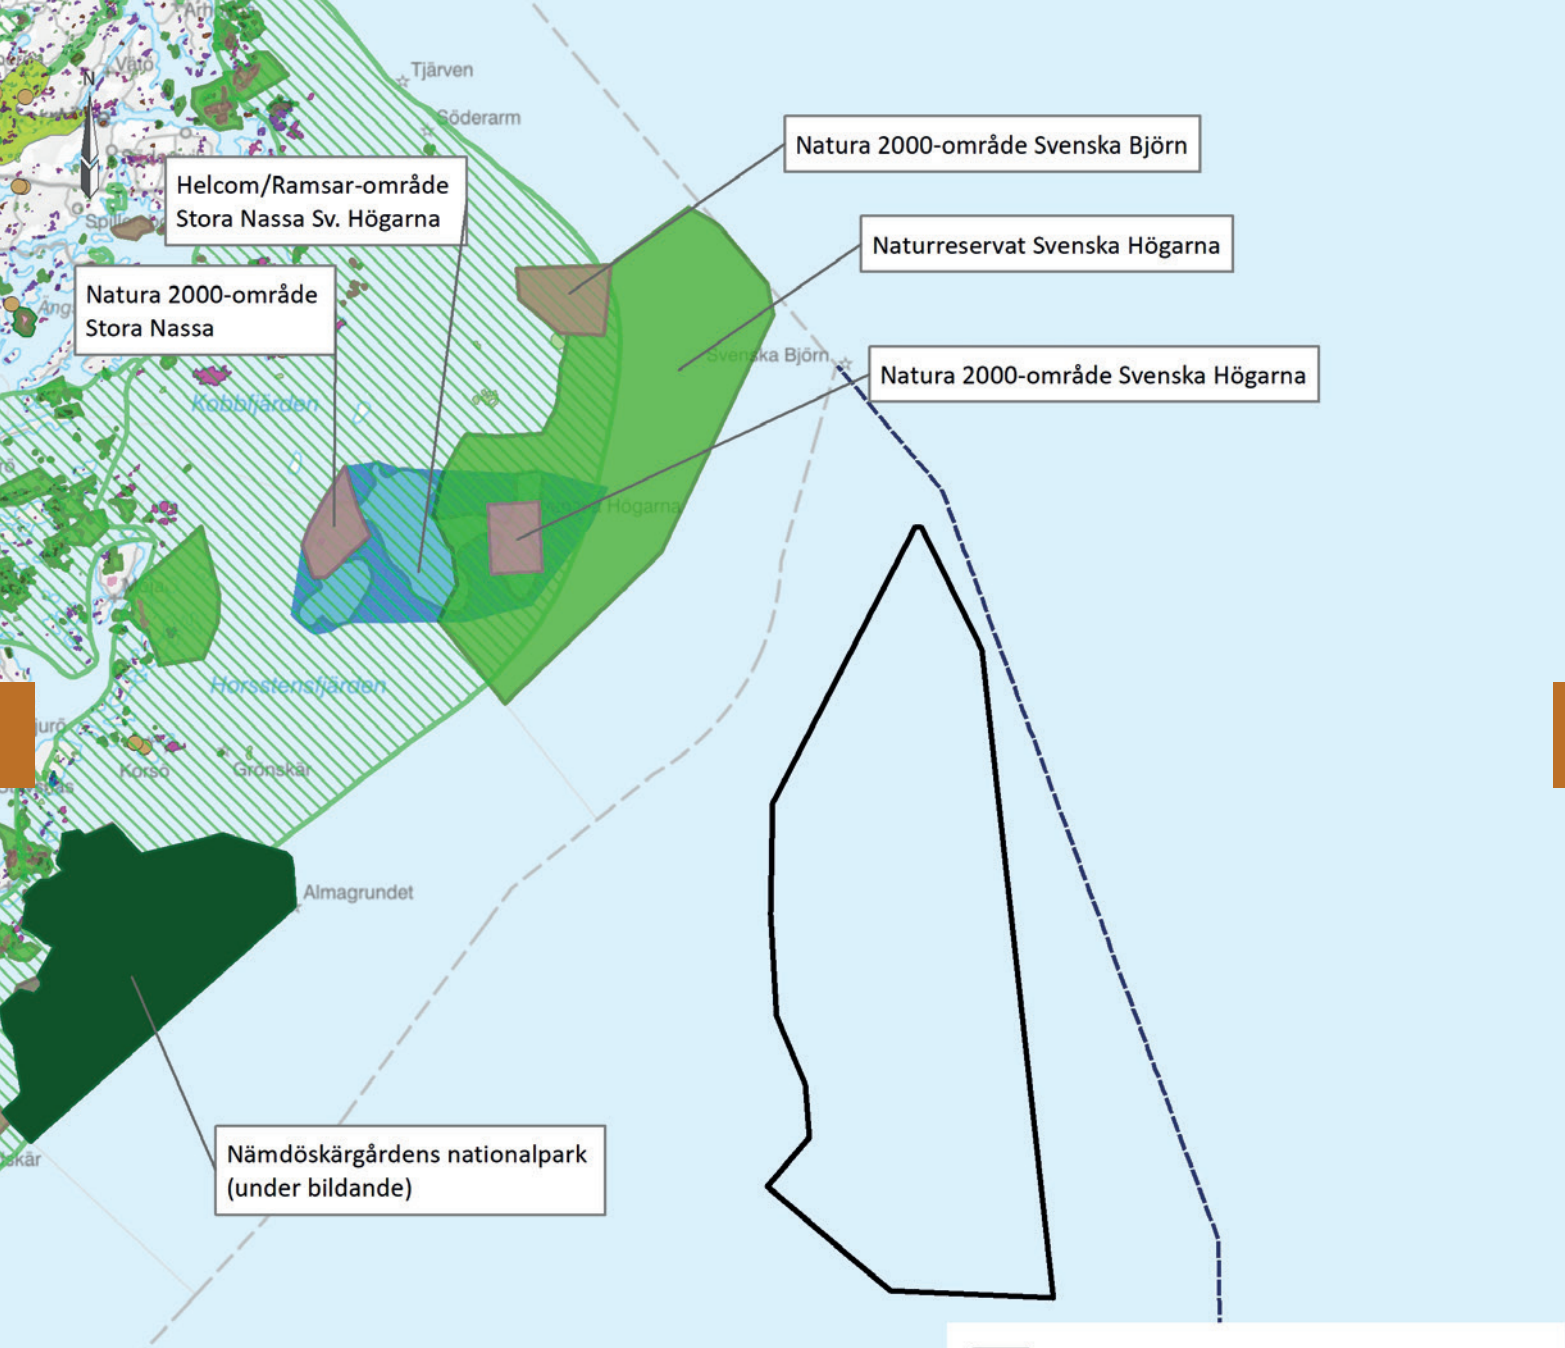 Tjärven
Söderarm
Vätö
N
Natura 2000-område Svenska Björn
Helcom/Ramsar-område
Stora Nassa Sv. Högarna
Naturreservat Svenska Högarna
Natura 2000-område
Stora Nassa
Svenska Björn
Natura 2000-område Svenska Högarna
Kobbfjärden
Högarna
Horsstensfjärden
Korsö
Grönskär
Almagrundet
Nämdöskärgårdens nationalpark
(under bildande)